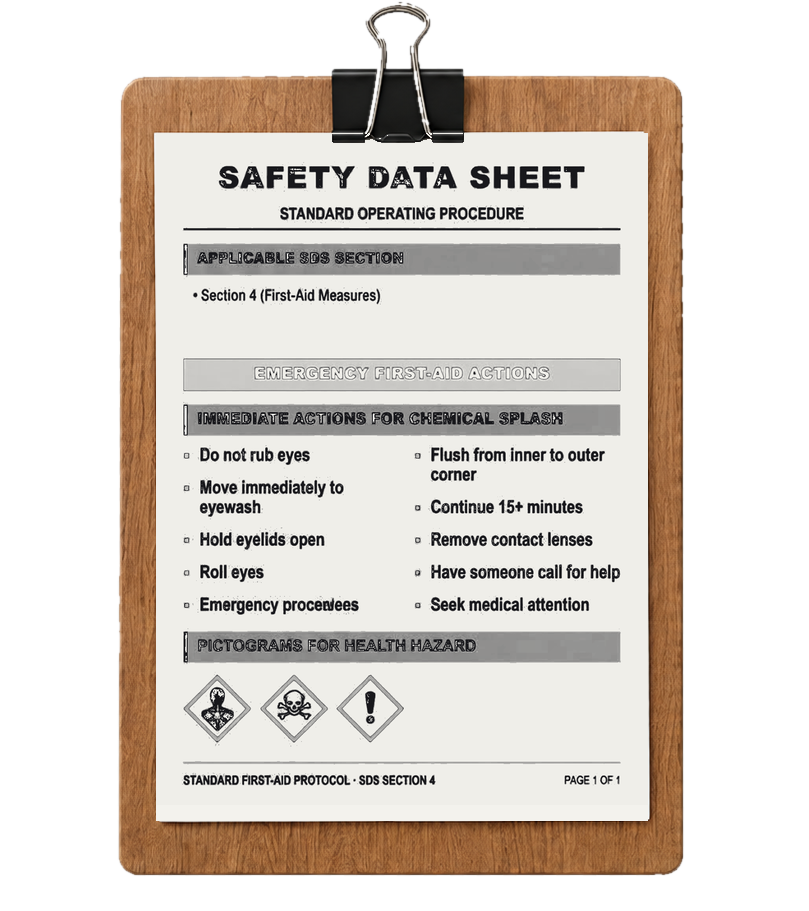 SAFETY DATA SHEET
STANDARD OPERATING PROCEDURE
APPLICABLE SDS SECTION
• Section 4 (First-Aid Measures)
EMERGENCY FIRST-AID ACTIONS
IMMEDIATE ACTIONS FOR CHEMICAL SPLASH
Do not rub eyes
Move immediately to
eyewash
Hold eyelids open
Roll eyes
Emergency
Flush from inner to outer
corner
Continue 15+ minutes
Remove contact lenses
Have someone call for help
Seek medical attention
PICTOGRAMS FOR HEALTH HAZARD
STANDARD FIRST-AID PROTOCOL · SDS SECTION 4
PAGE 1 OF 1